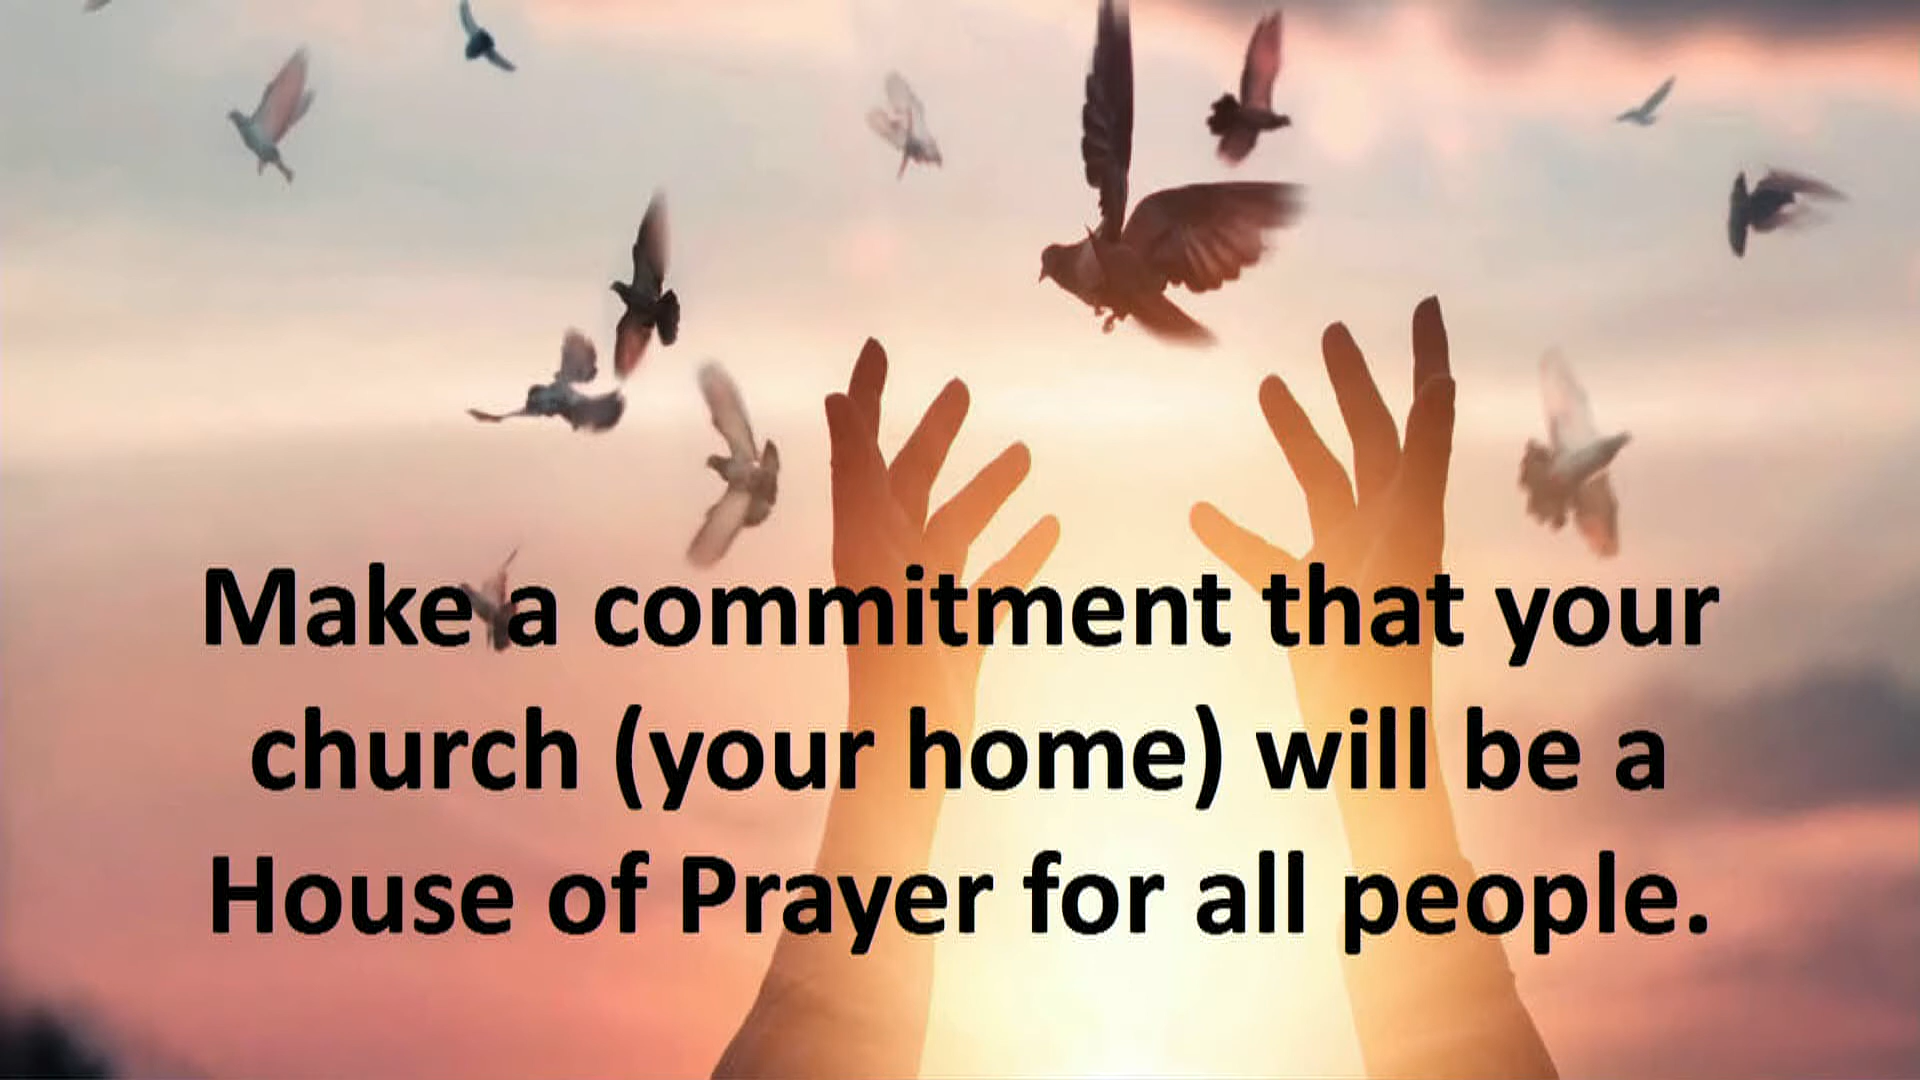 Make a commitment that your
church (your home) will be a
House of Prayer for all people.